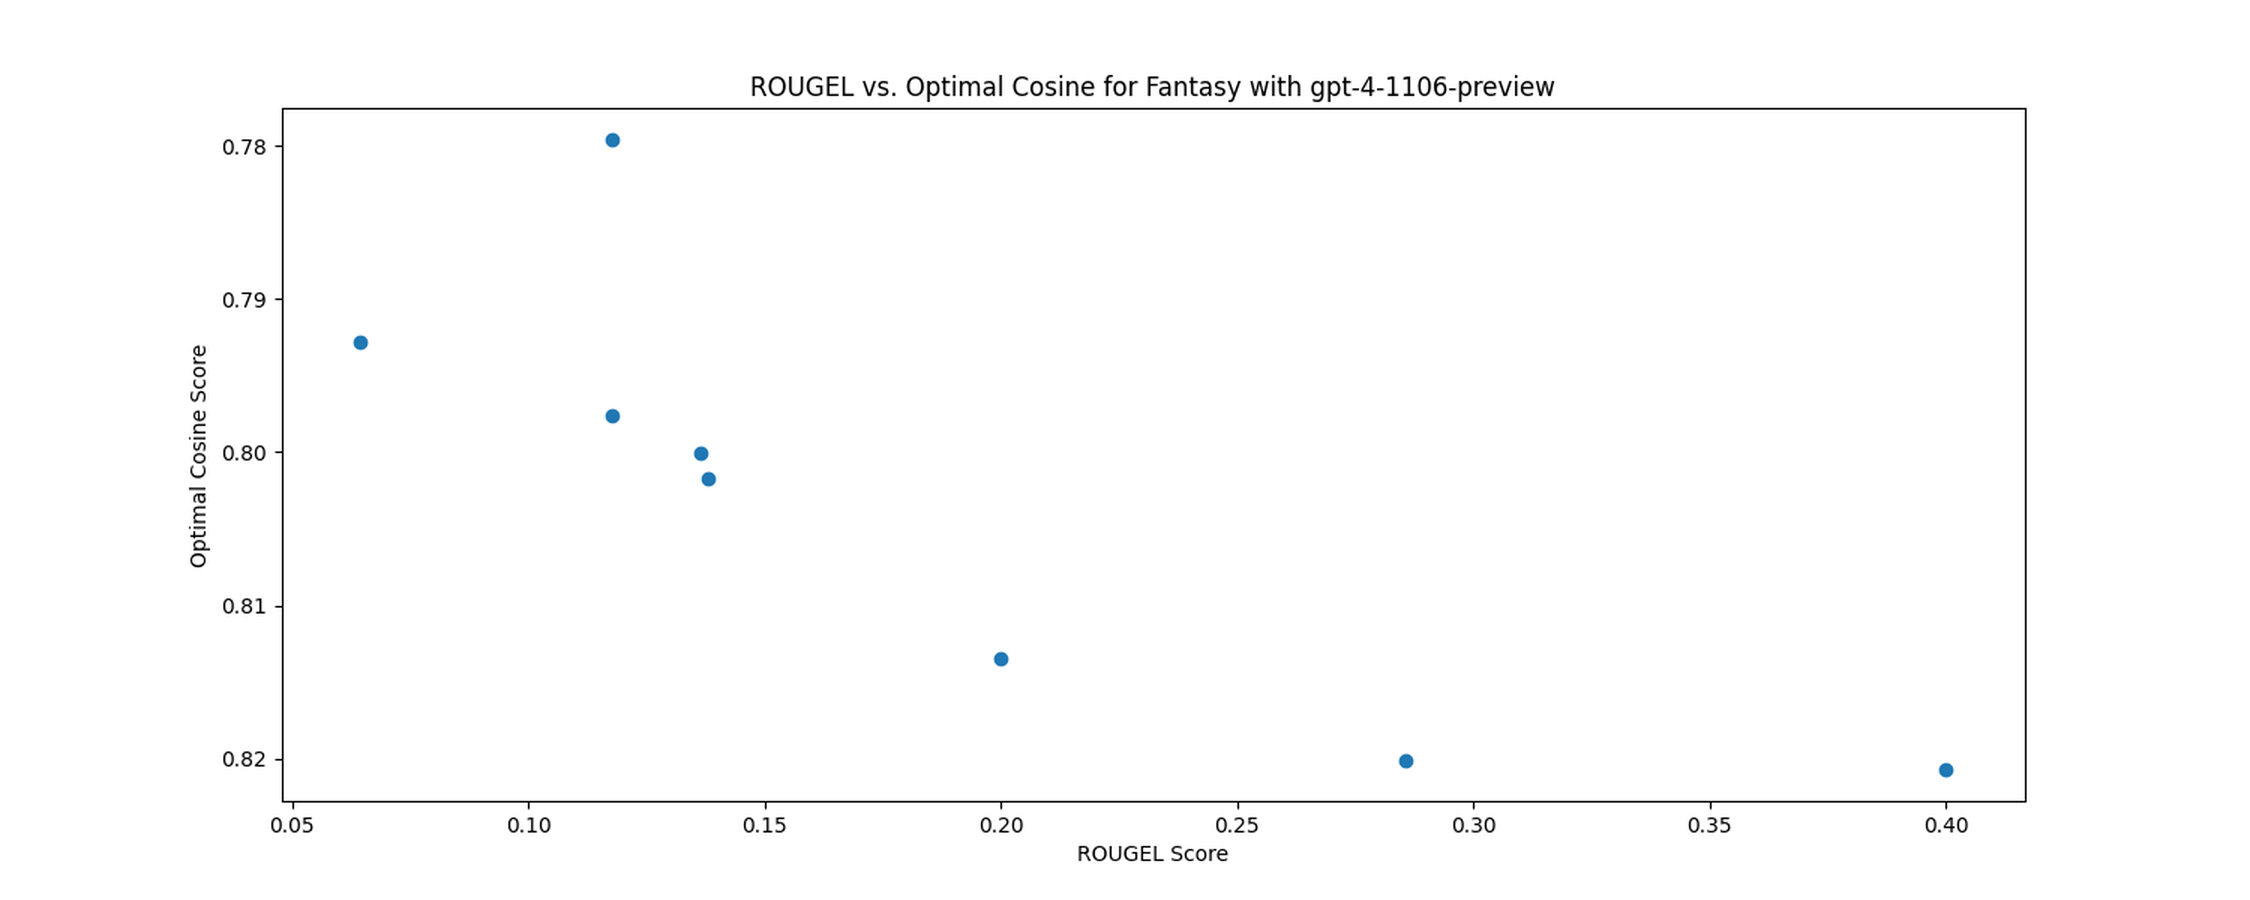 ROUGEL vs. Optimal Cosine for Fantasy with gpt-4-1106-preview
Optimal Cosine Score
0.78
0.79
0.80
0.81
0.82
0.05 0.10 0.15 0.20 0.25 0.30 0.35 0.40
ROUGEL Score